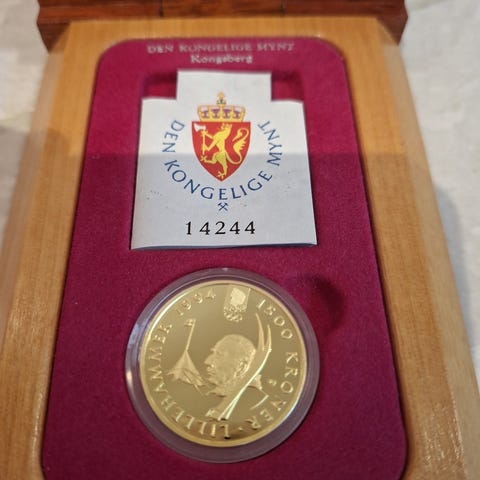 DEN KONGELIGE MYNT
Kongsberg
DEN KONGELIGE MYNT
14244
LILLEHAMMER 1994 1500 KRONER